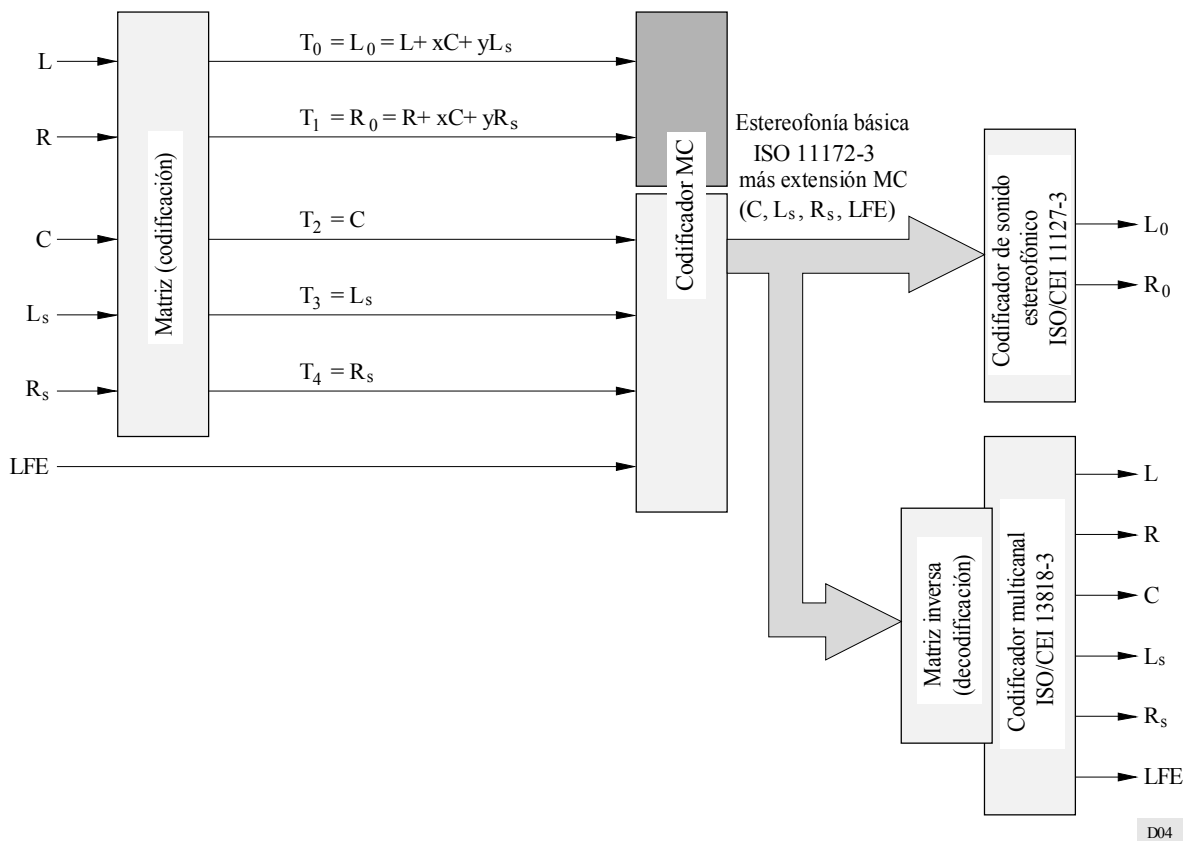 L
R
C
Ls
Rs
LFE
Matriz (codificación)
T0 = L0 = L+ xC+ yLs
T1 = R0 = R+ xC+ yRs
T2 = C
T3 = Ls
T4 = Rs
Codificador MC
Estereofonía básica
ISO 11172-3
más extensión MC
(C, Ls, Rs, LFE)
Codificador de sonido
estereofónico
ISO/CEI 11127-3
L0
R0
Matriz inversa
(decodificación)
Codificador multicanal
ISO/CEI 13818-3
L
R
C
Ls
Rs
LFE
D04